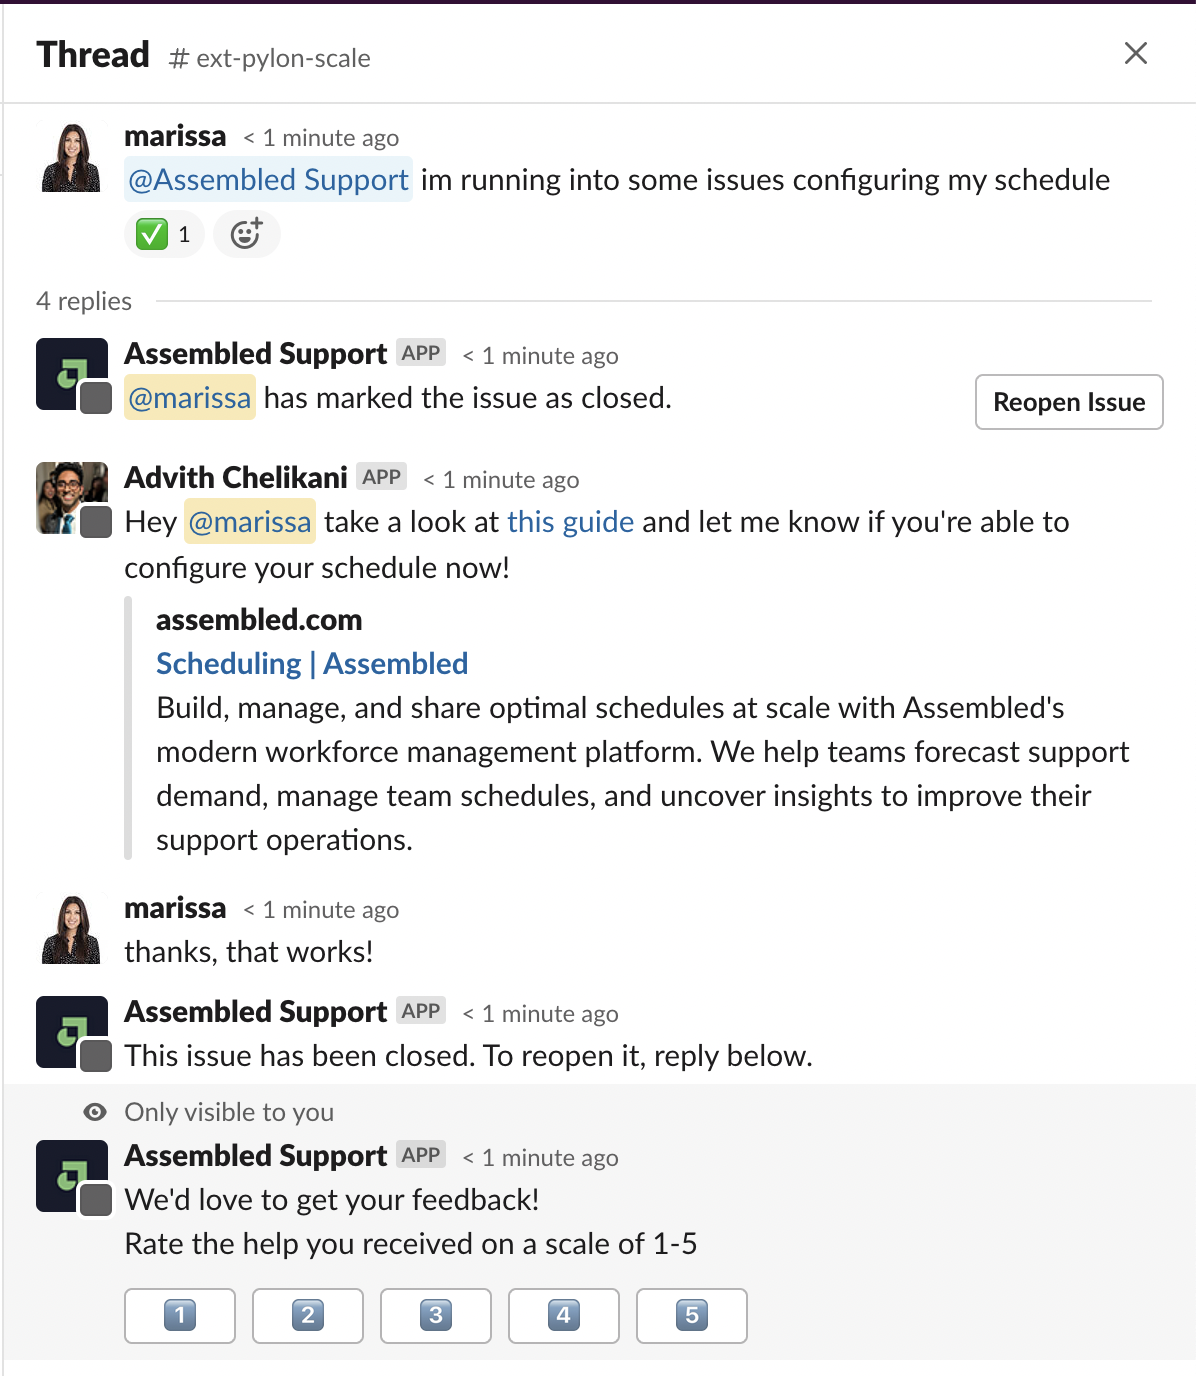 Thread # ext-pylon-scale
marissa < 1 minute ago
@Assembled Support im running into some issues configuring my schedule
✅ 1
4 replies
Assembled Support APP < 1 minute ago
@marissa has marked the issue as closed.
Reopen Issue
Advith Chelikani APP < 1 minute ago
Hey @marissa take a look at this guide and let me know if you're able to
configure your schedule now!
assembled.com
Scheduling | Assembled
Build, manage, and share optimal schedules at scale with Assembled's
modern workforce management platform. We help teams forecast support
demand, manage team schedules, and uncover insights to improve their
support operations.
marissa < 1 minute ago
thanks, that works!
Assembled Support APP < 1 minute ago
This issue has been closed. To reopen it, reply below.
Only visible to you
Assembled Support APP < 1 minute ago
We'd love to get your feedback!
Rate the help you received on a scale of 1-5
1 2 3 4 5